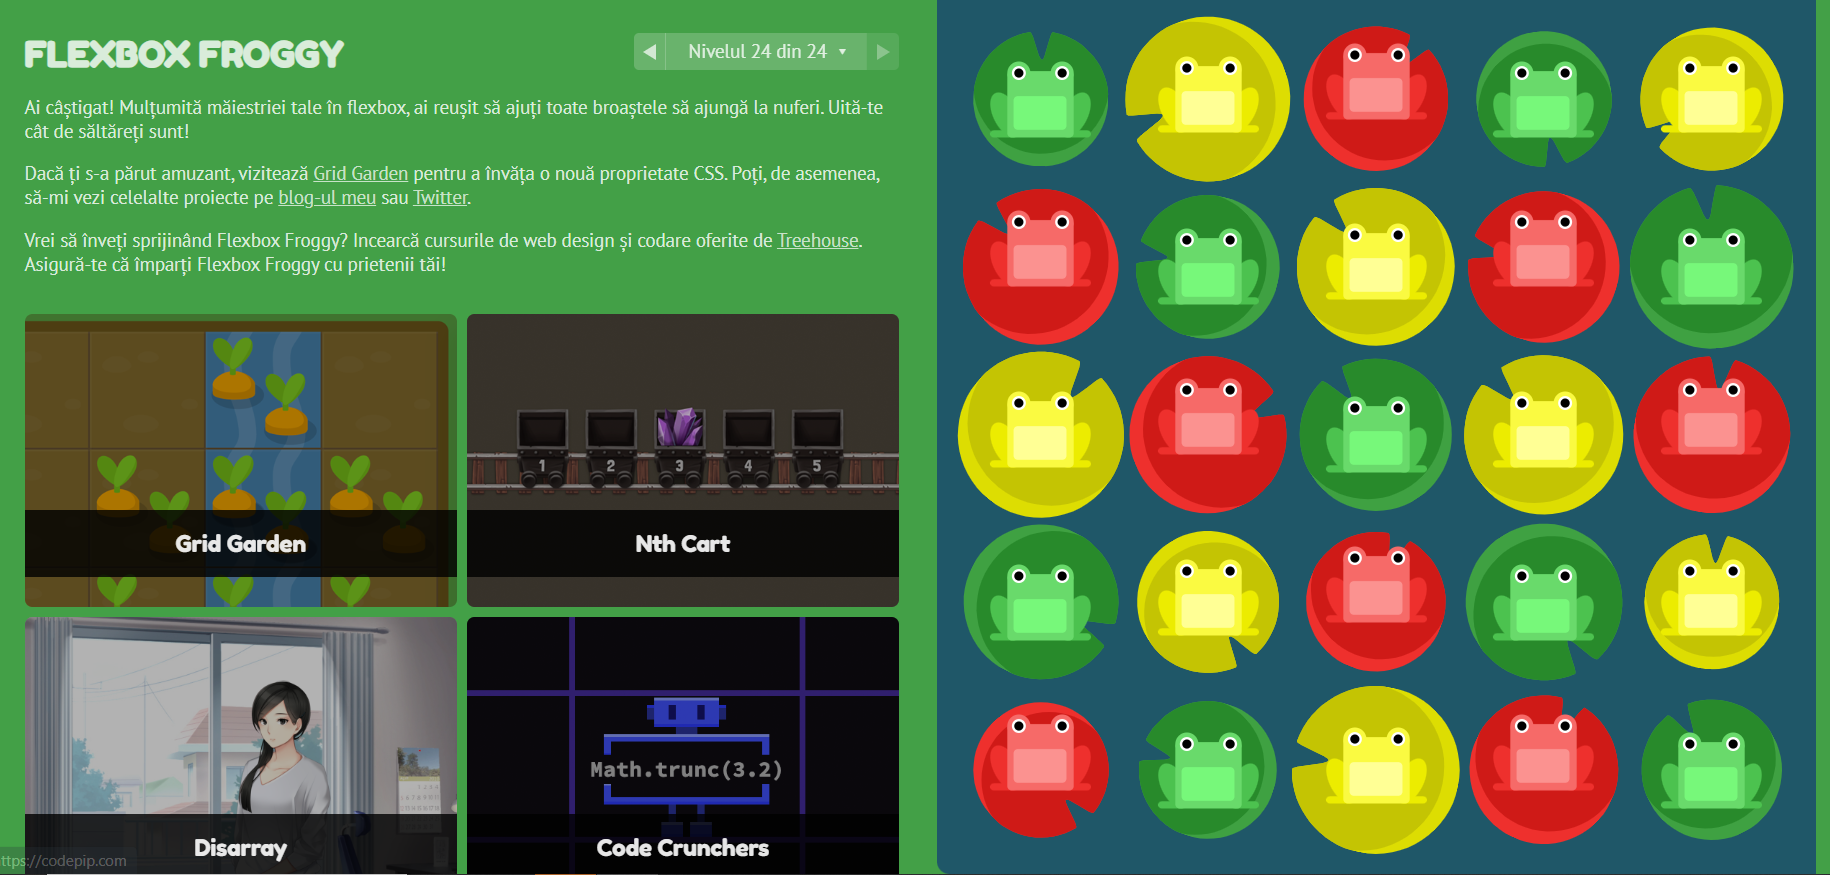 FLEXBOX FROGGY
Nivelul 24 din 24
Ai câștigat! Mulțumită măiestriei tale în flexbox, ai reușit să ajuți toate broaștele să ajungă la nuferi. Uită-te
cât de săltăreți sunt!
Dacă ți s-a părut amuzant, vizitează Grid Garden pentru a învăța o nouă proprietate CSS. Poți, de asemenea,
să-mi vezi celelalte proiecte pe blog-ul meu sau Twitter.
Vrei să înveți sprijinând Flexbox Froggy? Incearcă cursurile de web design și codare oferite de Treehouse.
Asigură-te că împarți Flexbox Froggy cu prietenii tăi!
Grid Garden
1 2 3 4 5
Nth Cart
Disarray
Math.trunc(3.2)
Code Crunchers
ttps://codepip.com